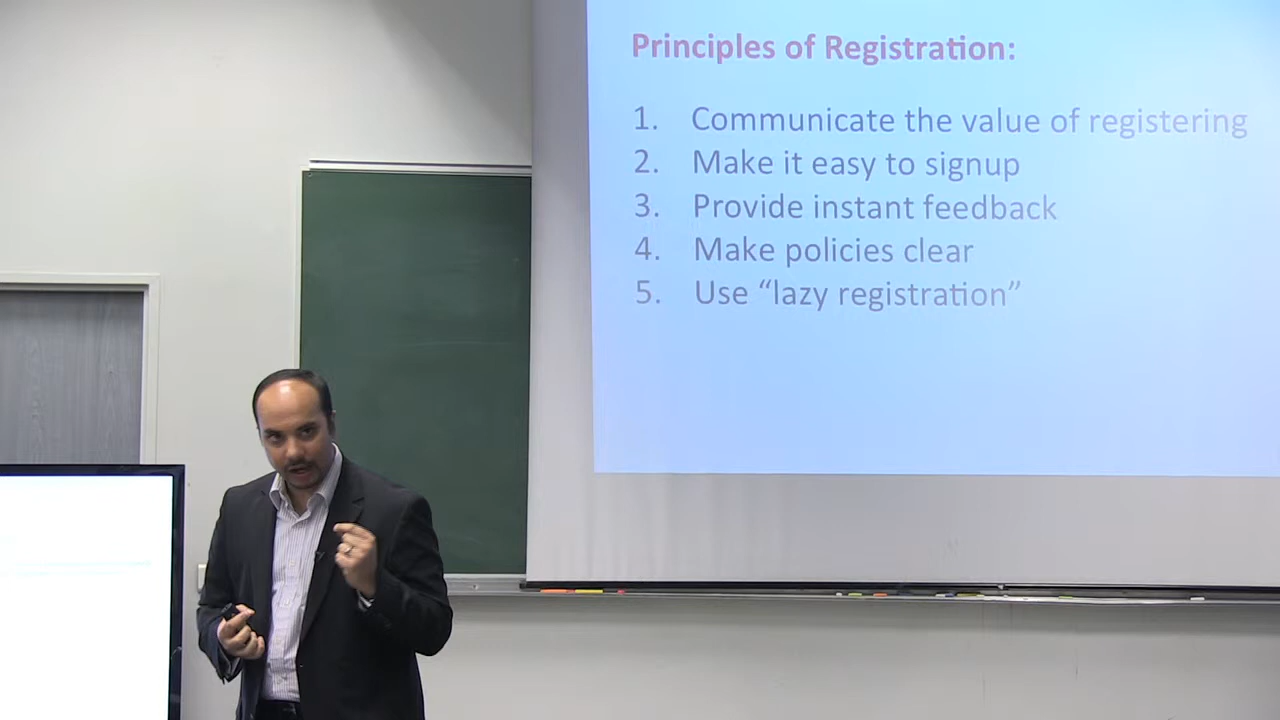 Principles of Registration:
1. Communicate the value of registering
2. Make it easy to signup
3. Provide instant feedback
4. Make policies clear
5. Use “lazy registration”